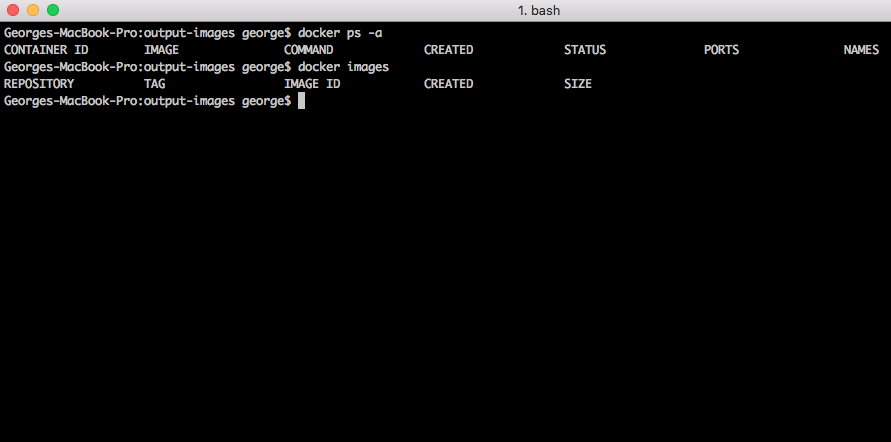 1. bash
Georges-MacBook-Pro:output-images george$ docker ps -a
CONTAINER ID IMAGE COMMAND CREATED STATUS PORTS NAMES
Georges-MacBook-Pro:output-images george$ docker images
REPOSITORY TAG IMAGE ID CREATED SIZE
Georges-MacBook-Pro:output-images george$